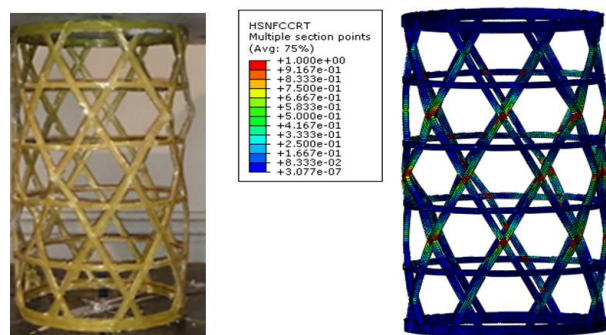 HSNFCCRT
Multiple section points
(Avg: 75%)
+1.000e+00
+9.167e-01
+8.333e-01
+7.500e-01
+6.667e-01
+5.833e-01
+5.000e-01
+4.167e-01
+3.333e-01
+2.500e-01
+1.667e-01
+8.333e-02
+3.077e-07